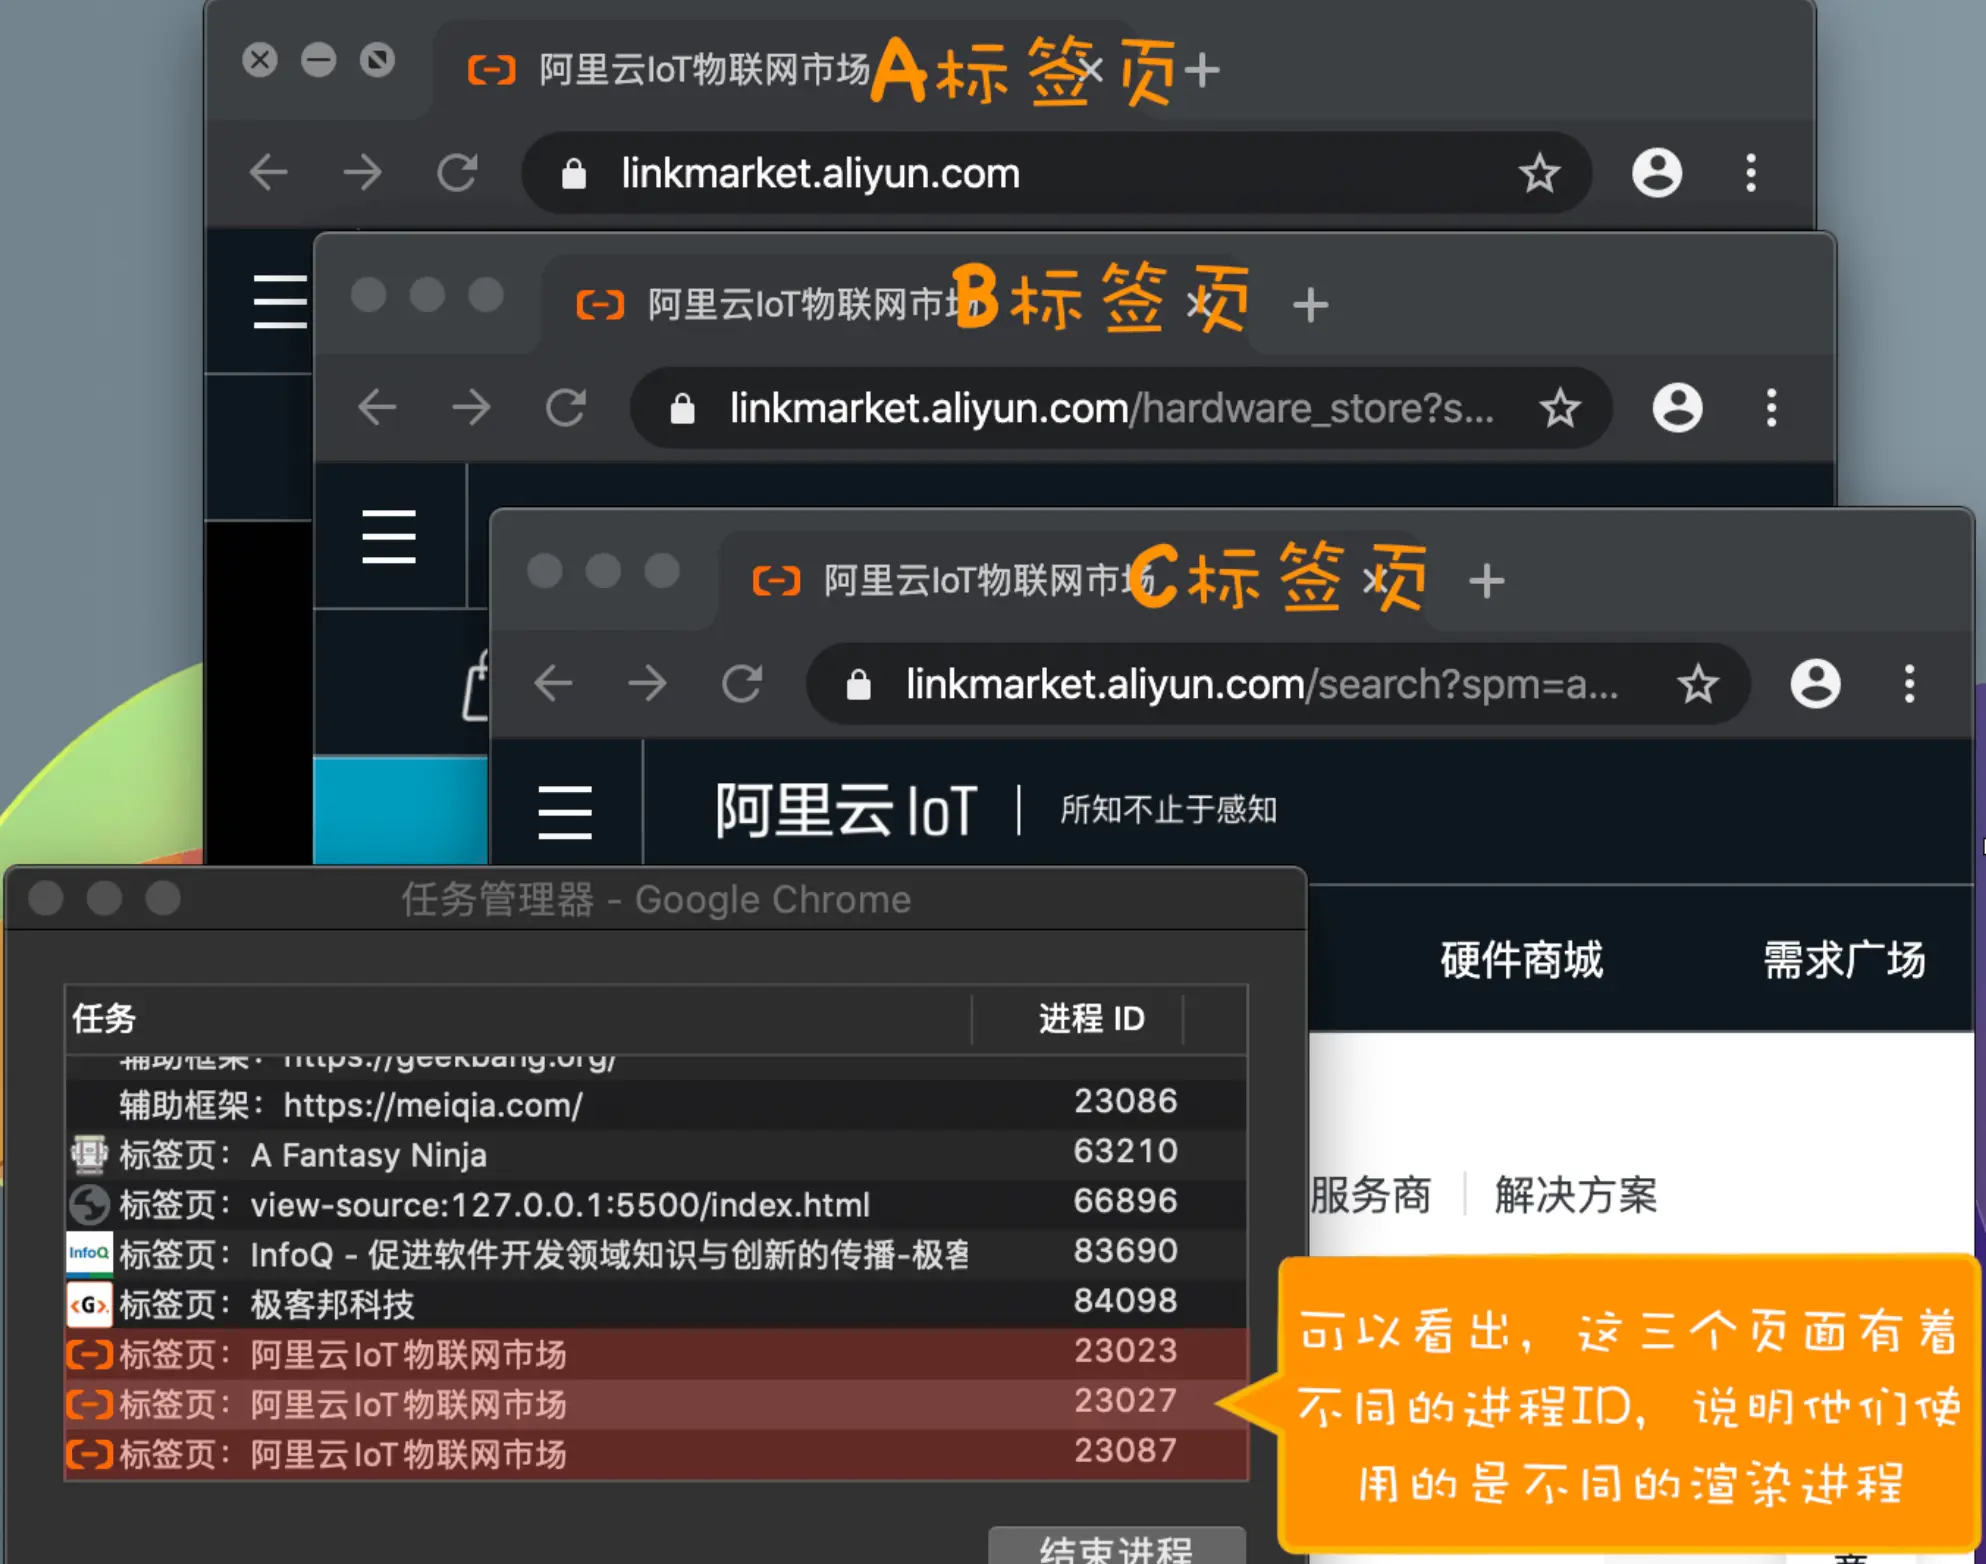 阿里云IoT物联网市场
A标签页
linkmarket.aliyun.com
阿里云IoT物联网市场
B标签页
linkmarket.aliyun.com/hardware_store?s...
阿里云IoT物联网市场
C标签页
linkmarket.aliyun.com/search?spm=a...
阿里云 IoT | 所知不止于感知
硬件商城 需求广场
服务商 | 解决方案
任务管理器 - Google Chrome
任务 进程 ID
辅助框架：https://geekbang.org/
辅助框架：https://meiqia.com/ 23086
标签页：A Fantasy Ninja 63210
标签页：view-source:127.0.0.1:5500/index.html 66896
InfoQ 标签页：InfoQ - 促进软件开发领域知识与创新的传播-极客 83690
<G>. 标签页：极客邦科技 84098
标签页：阿里云IoT物联网市场 23023
标签页：阿里云IoT物联网市场 23027
标签页：阿里云IoT物联网市场 23087
结束进程
可以看出，这三个页面有着
不同的进程ID，说明他们使
用的是不同的渲染进程